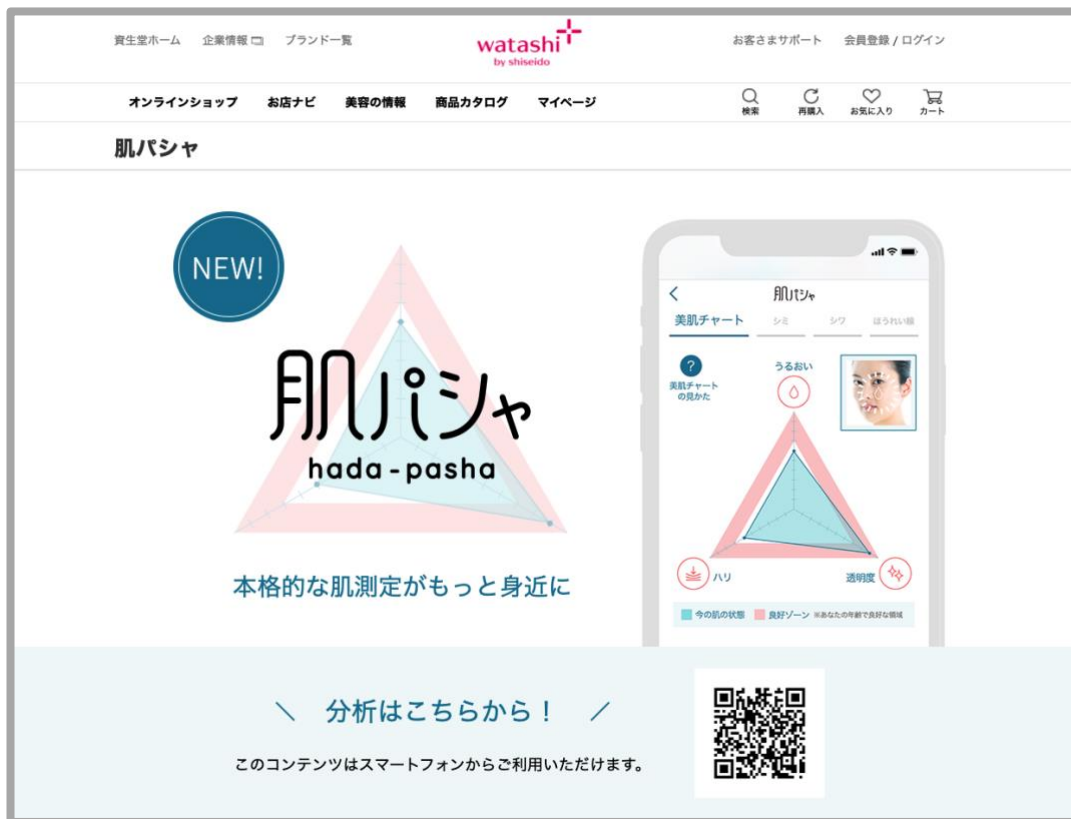 資生堂ホーム 企業情報 ブランド一覧
watashi+
by shiseido
お客さまサポート 会員登録 / ログイン
オンラインショップ お店ナビ 美容の情報 商品カタログ マイページ
検索 再購入 お気に入り カート
肌パシャ
NEW!
肌パシャ
hada-pasha
本格的な肌測定がもっと身近に
肌パシャ
美肌チャート シミ シワ ほうれい線
?
美肌チャート
の見かた
うるおい
ハリ
透明度
今の肌の状態 良好ゾーン ※あなたの年齢で良好な領域
\ 分析はこちらから！ /
このコンテンツはスマートフォンからご利用いただけます。